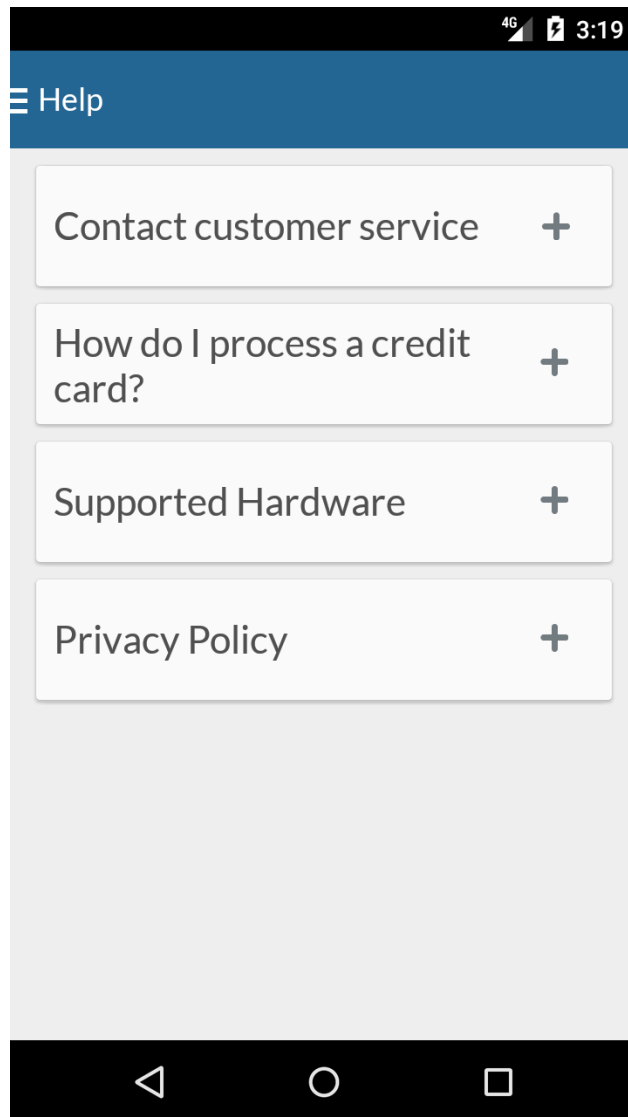 4G 3:19
Help
Contact customer service
How do I process a credit
card?
Supported Hardware
Privacy Policy